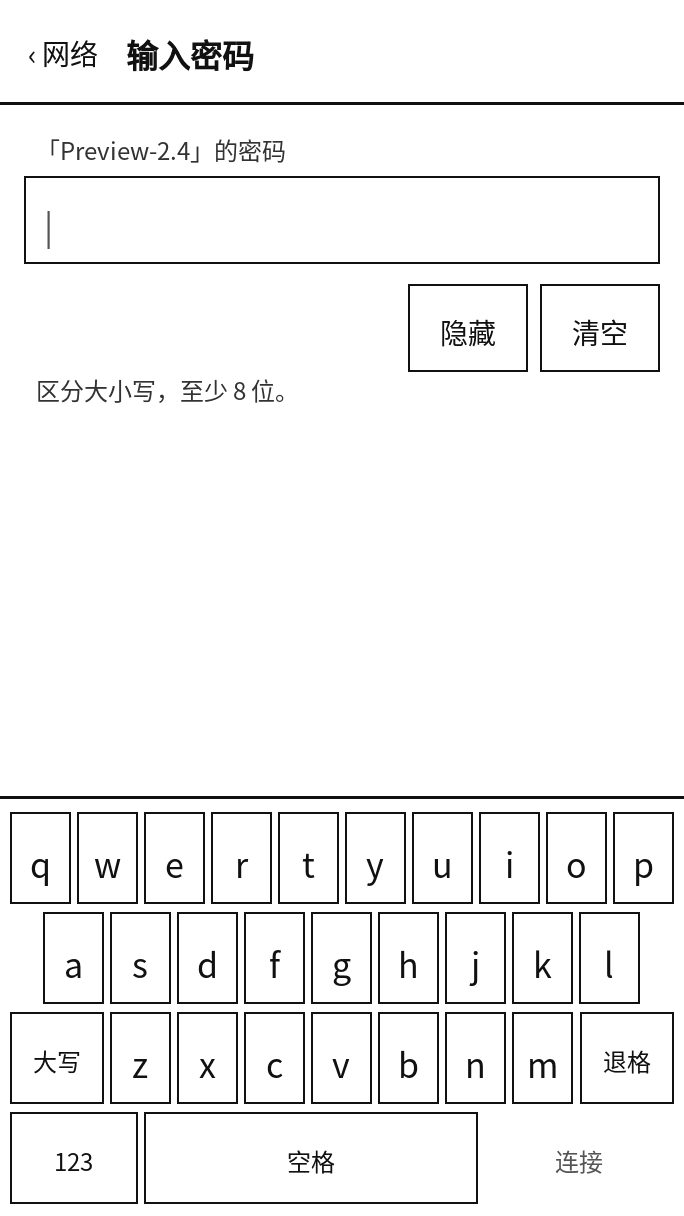 ‹ 网络 输入密码
「Preview-2.4」的密码
隐藏 清空
区分大小写，至少 8 位。
q w e r t y u i o p
a s d f g h j k l
大写 z x c v b n m 退格
123 空格 连接